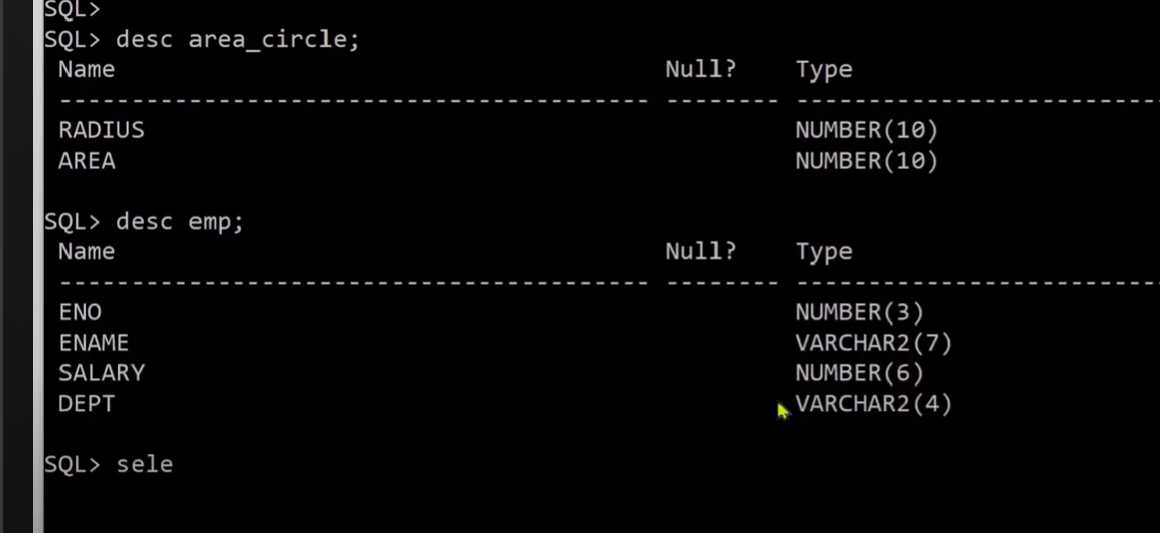 SQL>
SQL> desc area_circle;
Name Null? Type
----------------------------------------- -------- -------------------------
RADIUS NUMBER(10)
AREA NUMBER(10)
SQL> desc emp;
Name Null? Type
----------------------------------------- -------- -------------------------
ENO NUMBER(3)
ENAME VARCHAR2(7)
SALARY NUMBER(6)
DEPT VARCHAR2(4)
SQL> sele